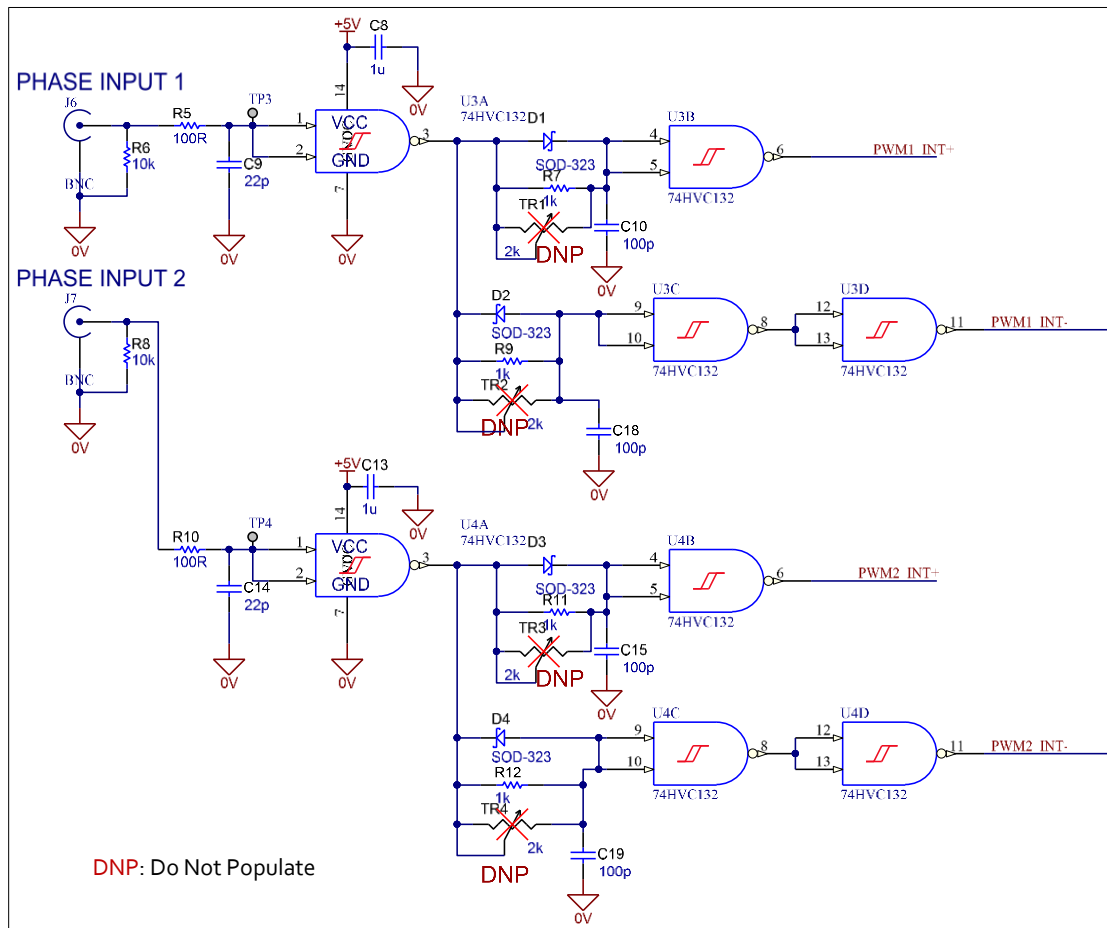 PHASE INPUT 1
J6
BNC
R6
10k
0V
R5
100R
TP3
C9
22p
0V
+5V
C8
1u
0V
14
1
2
VCC
GND
3
7
0V
U3A
74HVC132
D1
SOD-323
R7
1k
TR1
2k
DNP
C10
100p
0V
4
5
U3B
6
74HVC132
PWM1_INT+
D2
SOD-323
R9
1k
TR2
2k
DNP
C18
100p
0V
9
10
U3C
8
74HVC132
12
13
U3D
11
74HVC132
PWM1_INT-
PHASE INPUT 2
J7
BNC
R8
10k
0V
R10
100R
TP4
C14
22p
0V
+5V
C13
1u
0V
14
1
2
VCC
GND
3
7
0V
U4A
74HVC132
D3
SOD-323
R11
1k
TR3
2k
DNP
C15
100p
0V
4
5
U4B
6
74HVC132
PWM2_INT+
D4
SOD-323
R12
1k
TR4
2k
DNP
C19
100p
0V
9
10
U4C
8
74HVC132
12
13
U4D
11
74HVC132
PWM2_INT-
DNP: Do Not Populate